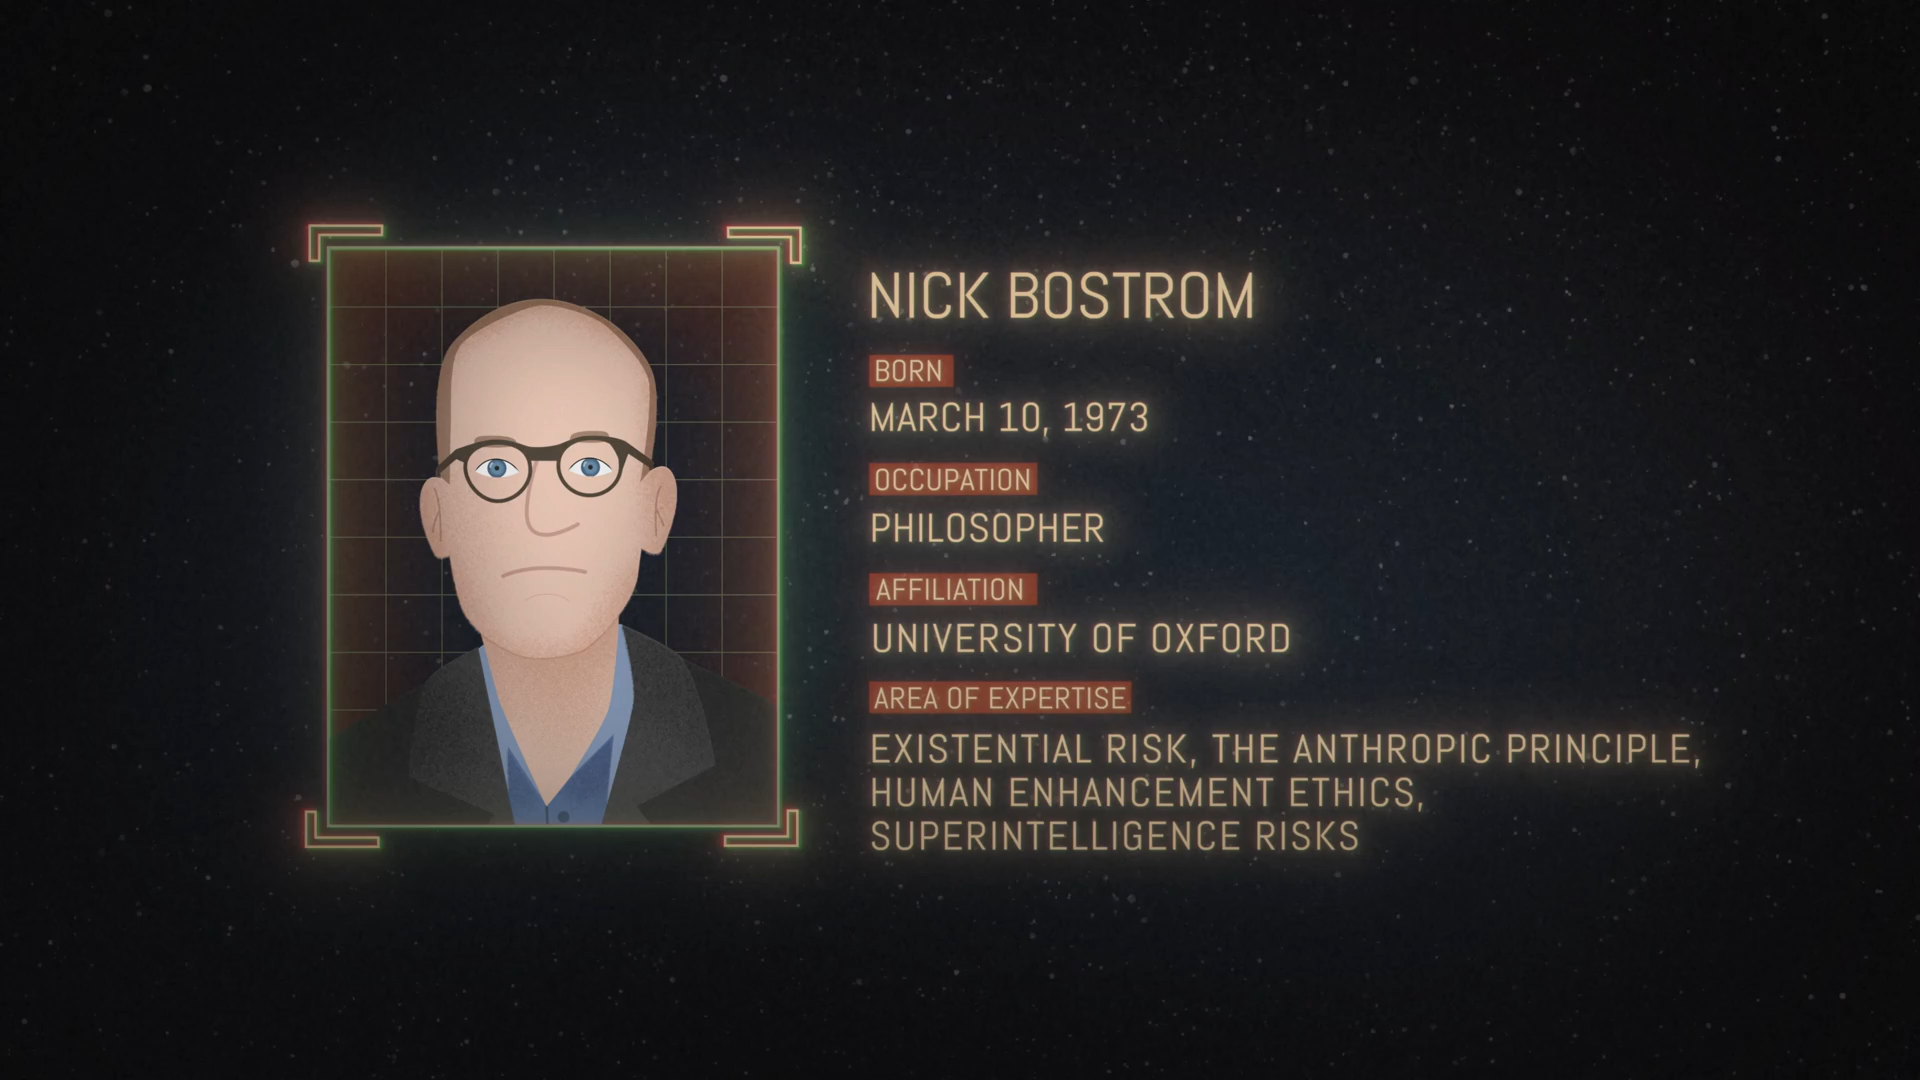 NICK BOSTROM
BORN
MARCH 10, 1973
OCCUPATION
PHILOSOPHER
AFFILIATION
UNIVERSITY OF OXFORD
AREA OF EXPERTISE
EXISTENTIAL RISK, THE ANTHROPIC PRINCIPLE,
HUMAN ENHANCEMENT ETHICS,
SUPERINTELLIGENCE RISKS